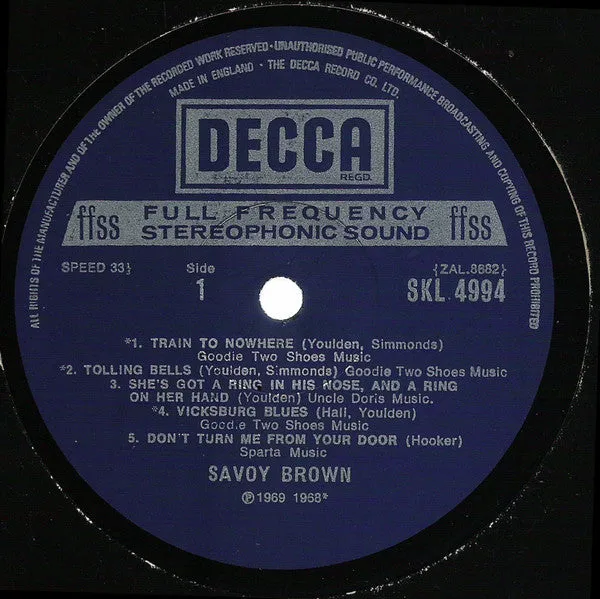 ALL RIGHTS OF THE MANUFACTURER AND OF THE OWNER OF THE RECORDED WORK RESERVED · UNAUTHORISED PUBLIC PERFORMANCE BROADCASTING AND COPYING OF THIS RECORD PROHIBITED
MADE IN ENGLAND · THE DECCA RECORD CO. LTD.
DECCA
REGD.
ffss FULL FREQUENCY ffss
STEREOPHONIC SOUND
SPEED 33⅓ Side {ZAL.8682}
1 SKL 4994
*1. TRAIN TO NOWHERE (Youlden, Simmonds)
Goodie Two Shoes Music
*2. TOLLING BELLS (Youlden, Simmonds) Goodie Two Shoes Music
3. SHE'S GOT A RING IN HIS NOSE, AND A RING
ON HER HAND (Youlden) Uncle Doris Music.
*4. VICKSBURG BLUES (Hall, Youlden)
Goodie Two Shoes Music
5. DON'T TURN ME FROM YOUR DOOR (Hooker)
Sparta Music
SAVOY BROWN
℗ 1969 1968*